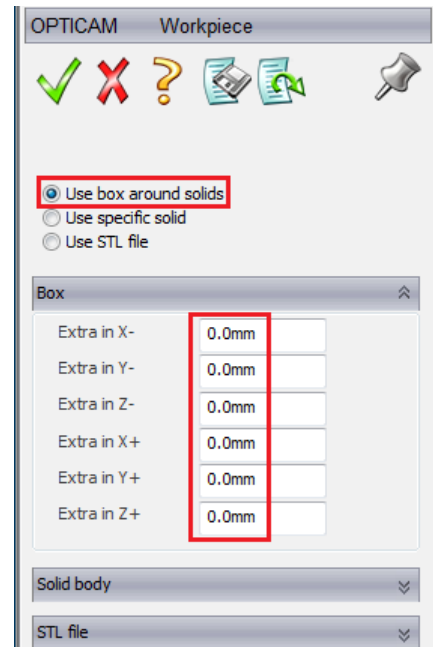 OPTICAM Workpiece
Use box around solids
Use specific solid
Use STL file
Box
Extra in X- 0.0mm
Extra in Y- 0.0mm
Extra in Z- 0.0mm
Extra in X+ 0.0mm
Extra in Y+ 0.0mm
Extra in Z+ 0.0mm
Solid body
STL file